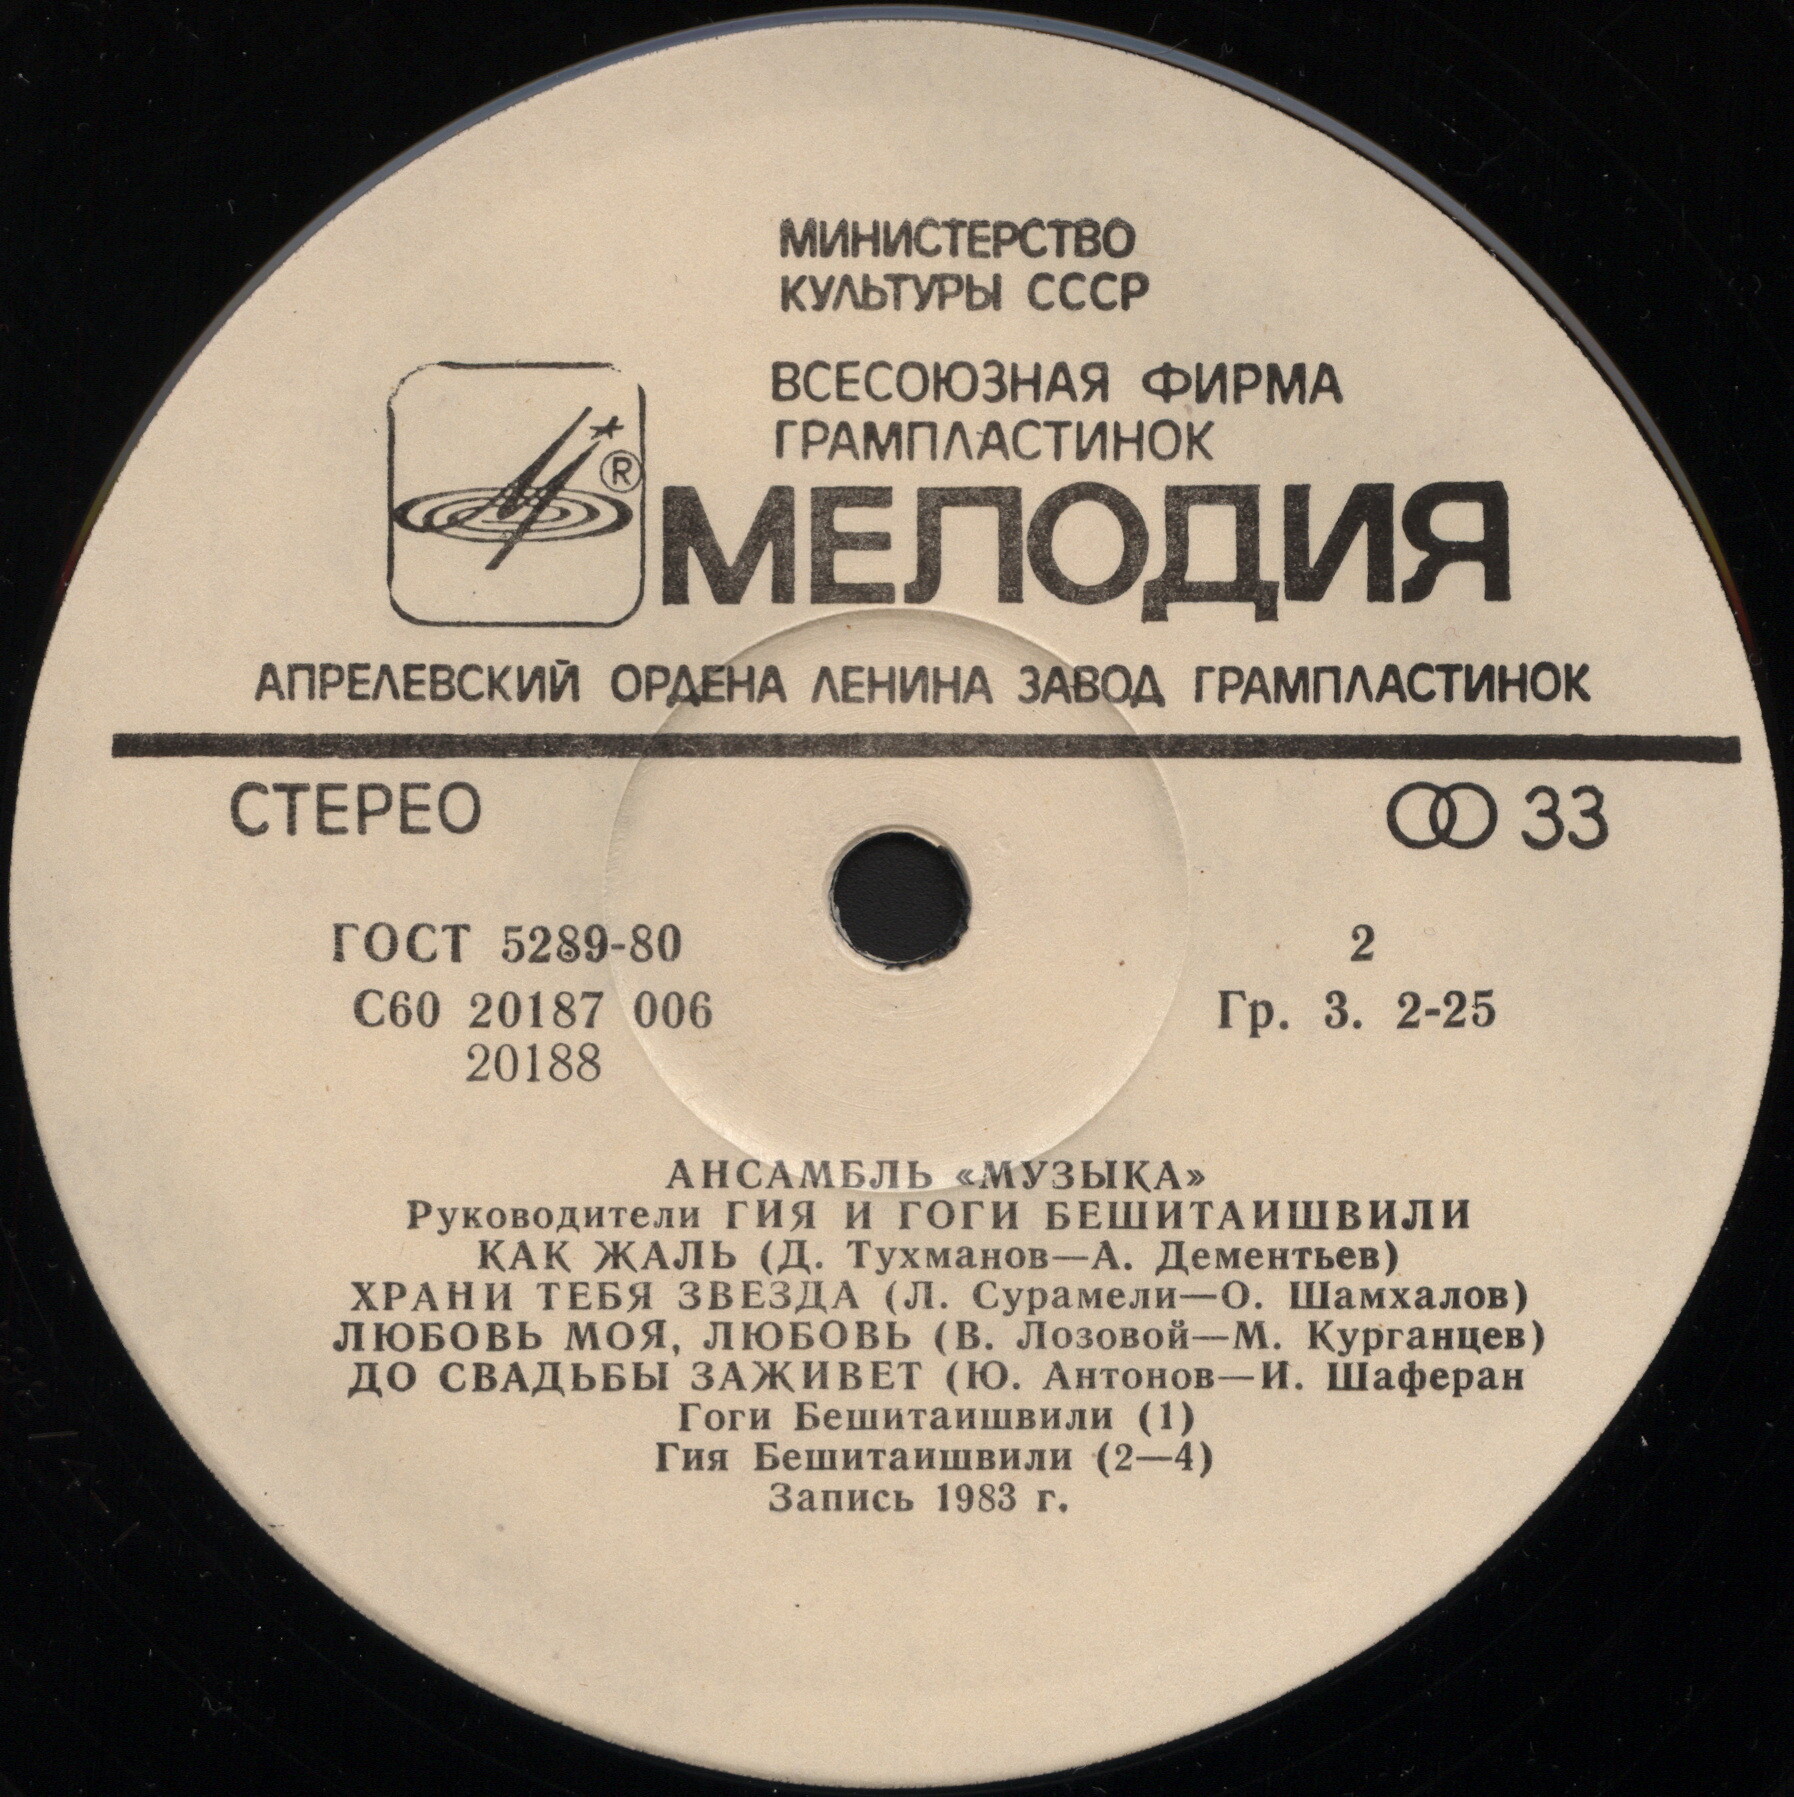 МИНИСТЕРСТВО
КУЛЬТУРЫ СССР
ВСЕСОЮЗНАЯ ФИРМА
ГРАМПЛАСТИНОК
®
МЕЛОДИЯ
АПРЕЛЕВСКИЙ ОРДЕНА ЛЕНИНА ЗАВОД ГРАМПЛАСТИНОК
СТЕРЕО
33
ГОСТ 5289-80
2
С60 20187 006
Гр. 3. 2-25
20188
АНСАМБЛЬ «МУЗЫКА»
Руководители ГИЯ И ГОГИ БЕШИТАИШВИЛИ
КАК ЖАЛЬ (Д. Тухманов—А. Дементьев)
ХРАНИ ТЕБЯ ЗВЕЗДА (Л. Сурамели—О. Шамхалов)
ЛЮБОВЬ МОЯ, ЛЮБОВЬ (В. Лозовой—М. Курганцев)
ДО СВАДЬБЫ ЗАЖИВЕТ (Ю. Антонов—И. Шаферан
Гоги Бешитаишвили (1)
Гия Бешитаишвили (2—4)
Запись 1983 г.